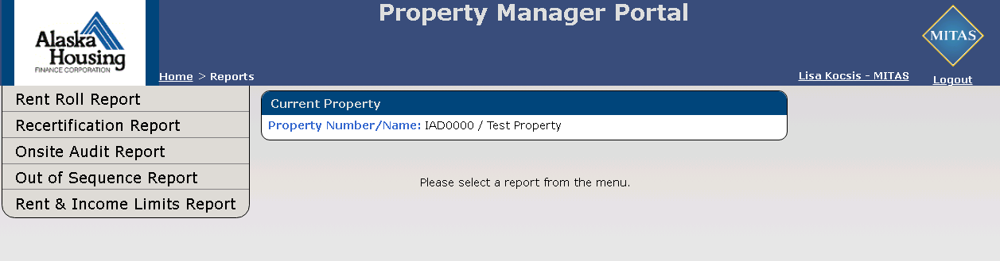 Property Manager Portal
Alaska
Housing
FINANCE CORPORATION
MITAS
Home > Reports
Lisa Kocsis - MITAS
Logout
Rent Roll Report
Recertification Report
Onsite Audit Report
Out of Sequence Report
Rent & Income Limits Report
Current Property
Property Number/Name: IAD0000 / Test Property
Please select a report from the menu.